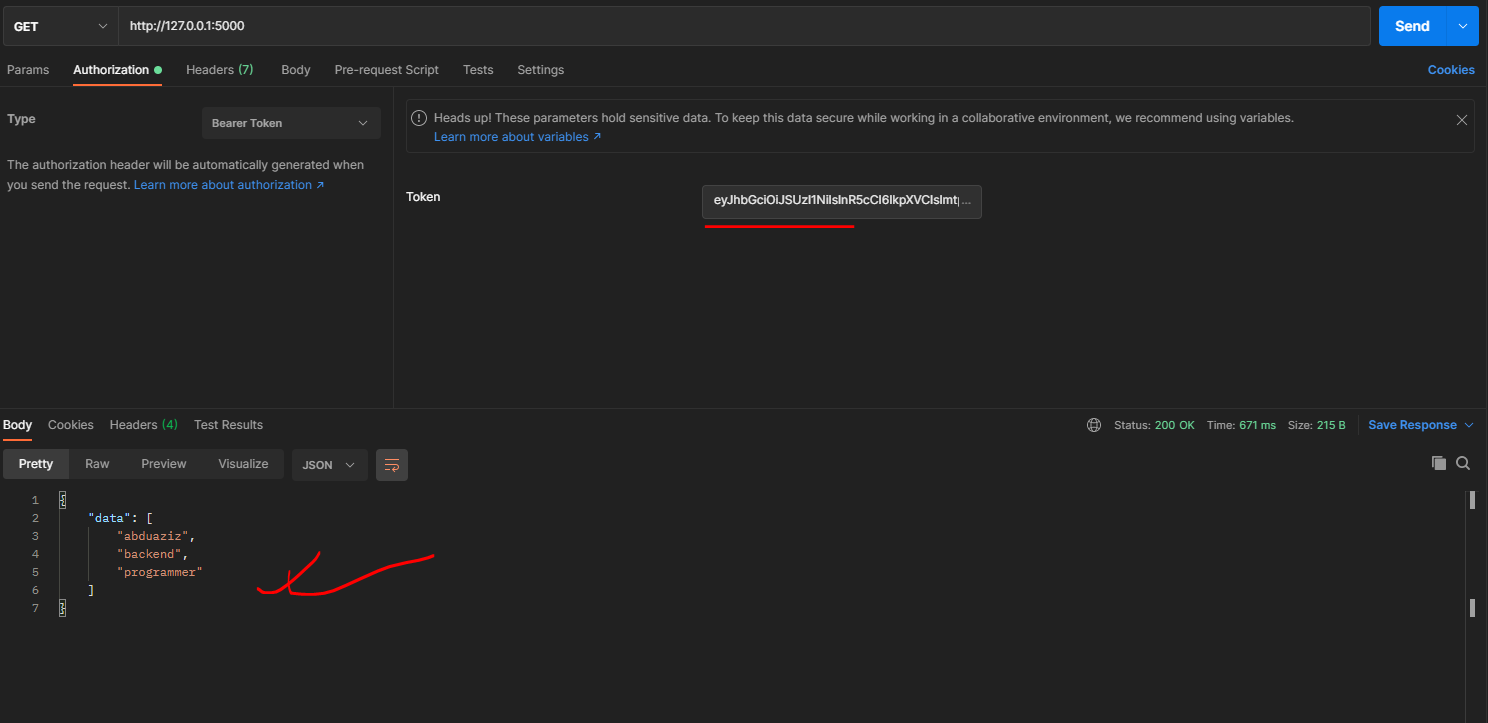 GET http://127.0.0.1:5000 Send
Params Authorization Headers (7) Body Pre-request Script Tests Settings Cookies
Type Bearer Token
The authorization header will be automatically generated when
you send the request. Learn more about authorization ↗
Heads up! These parameters hold sensitive data. To keep this data secure while working in a collaborative environment, we recommend using variables.
Learn more about variables ↗
Token eyJhbGciOiJSUzI1NiIsInR5cCI6IkpXVCIsImtp...
Body Cookies Headers (4) Test Results Status: 200 OK Time: 671 ms Size: 215 B Save Response
Pretty Raw Preview Visualize JSON
1 {
2 "data": [
3 "abduaziz",
4 "backend",
5 "programmer"
6 ]
7 }